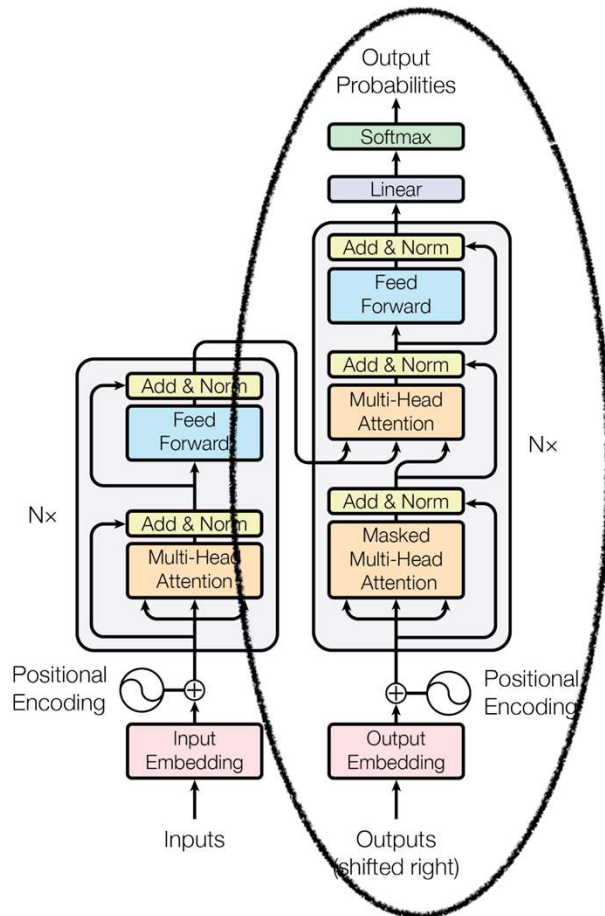 Output
Probabilities
Softmax
Linear
Add & Norm
Feed
Forward
Add & Norm
Multi-Head
Attention
Nx
Add & Norm
Masked
Multi-Head
Attention
Positional
Encoding
Output
Embedding
Outputs
(shifted right)
Add & Norm
Feed
Forward
Nx
Add & Norm
Multi-Head
Attention
Positional
Encoding
Input
Embedding
Inputs